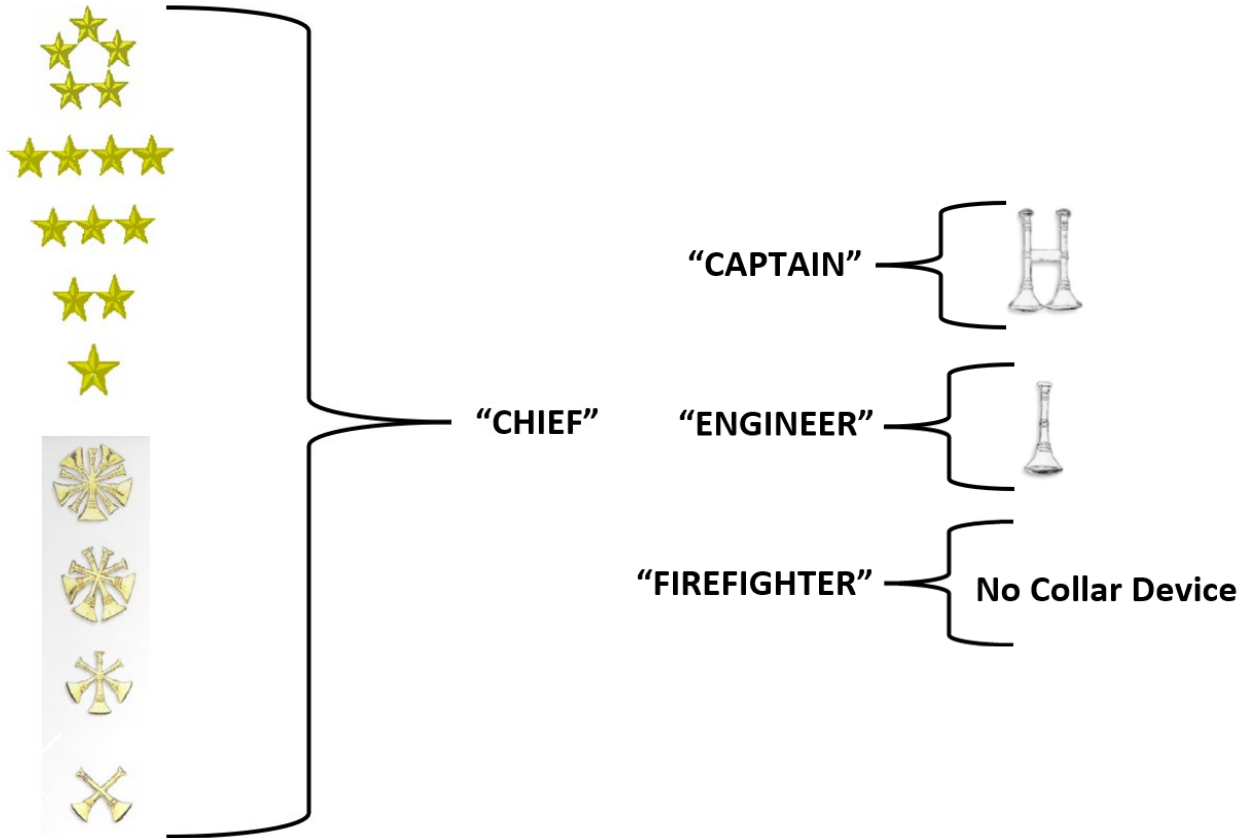 “CAPTAIN”
“CHIEF”
“ENGINEER”
“FIREFIGHTER”
No Collar Device